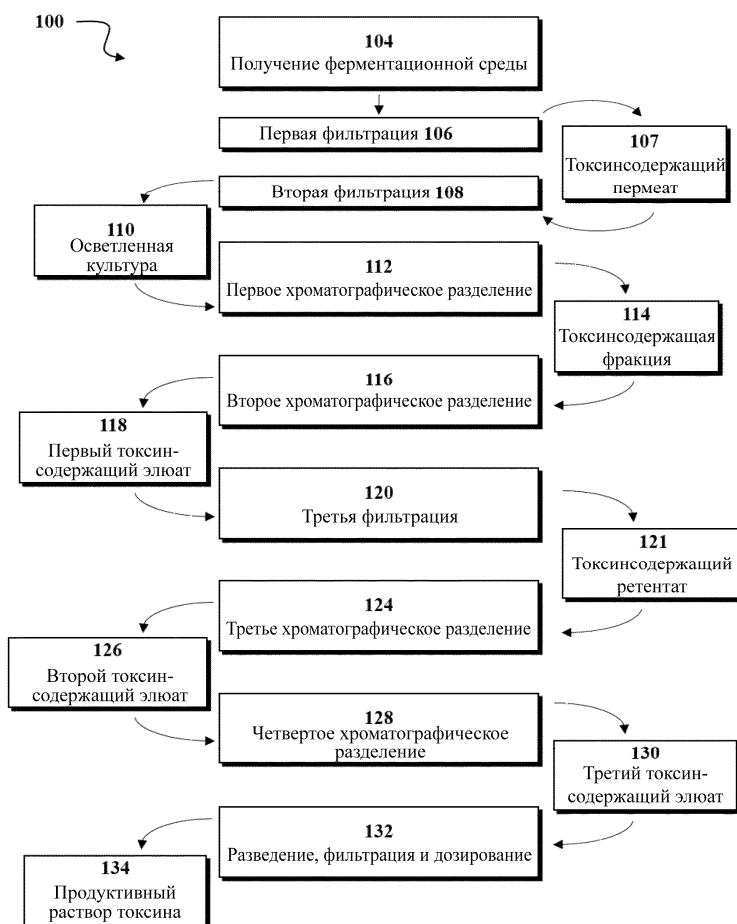 100
104
Получение ферментационной среды
Первая фильтрация 106
107
Токсинсодержащий
пермеат
Вторая фильтрация 108
110
Осветленная
культура
112
Первое хроматографическое разделение
114
Токсинсодержащая
фракция
116
Второе хроматографическое разделение
118
Первый токсин-
содержащий элюат
120
Третья фильтрация
121
Токсинсодержащий
ретентат
124
Третье хроматографическое разделение
126
Второй токсин-
содержащий элюат
128
Четвертое хроматографическое
разделение
130
Третий токсин-
содержащий элюат
132
Разведение, фильтрация и дозирование
134
Продуктивный
раствор токсина